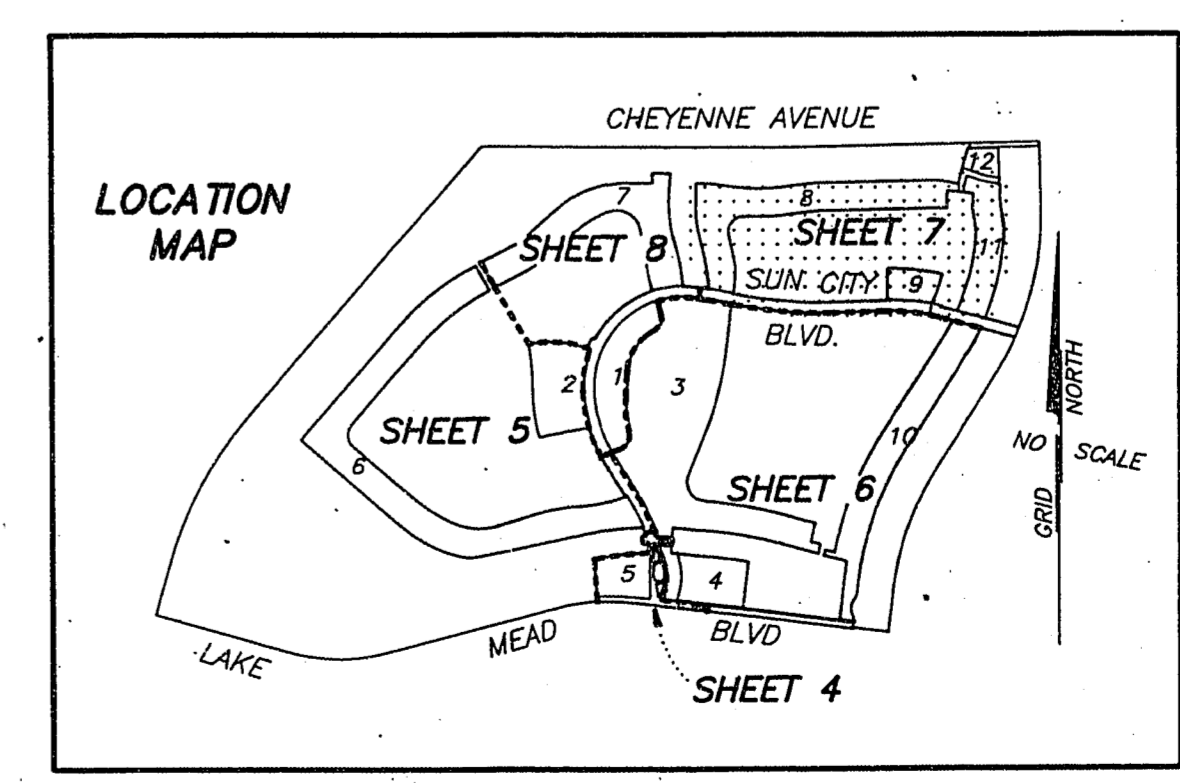 CHEYENNE AVENUE
LOCATION
MAP
12
7
8
SHEET 8
SHEET 7
11
SUN CITY
9
BLVD.
NORTH
2
1
3
SHEET 5
10
NO SCALE
6
SHEET 6
GRID
5
4
LAKE
MEAD
BLVD
SHEET 4